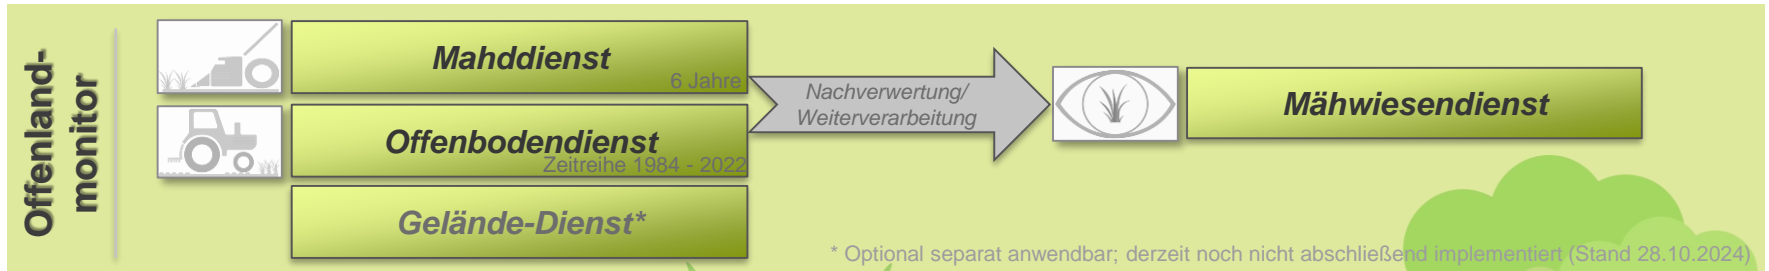 Offenland-
monitor
Mahddienst
6 Jahre
Offenbodendienst
Zeitreihe 1984 - 2022
Gelände-Dienst*
Nachverwertung/
Weiterverarbeitung
Mähwiesendienst
* Optional separat anwendbar; derzeit noch nicht abschließend implementiert (Stand 28.10.2024)